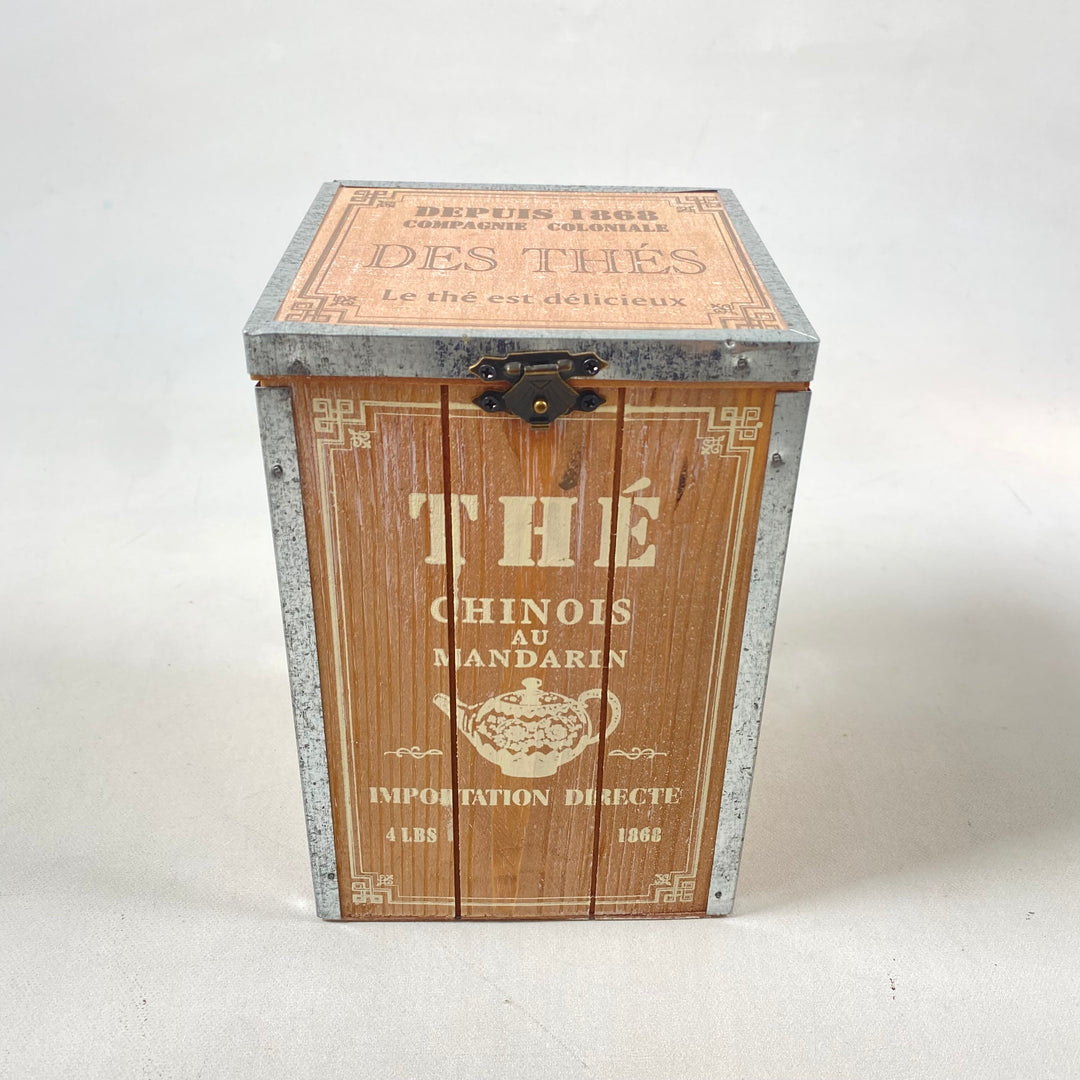 DEPUIS 1868
COMPAGNIE COLONIALE
DES THÉS
Le thé est délicieux
THÉ
CHINOIS
AU
MANDARIN
IMPORTATION DIRECTE
4 LBS 1868